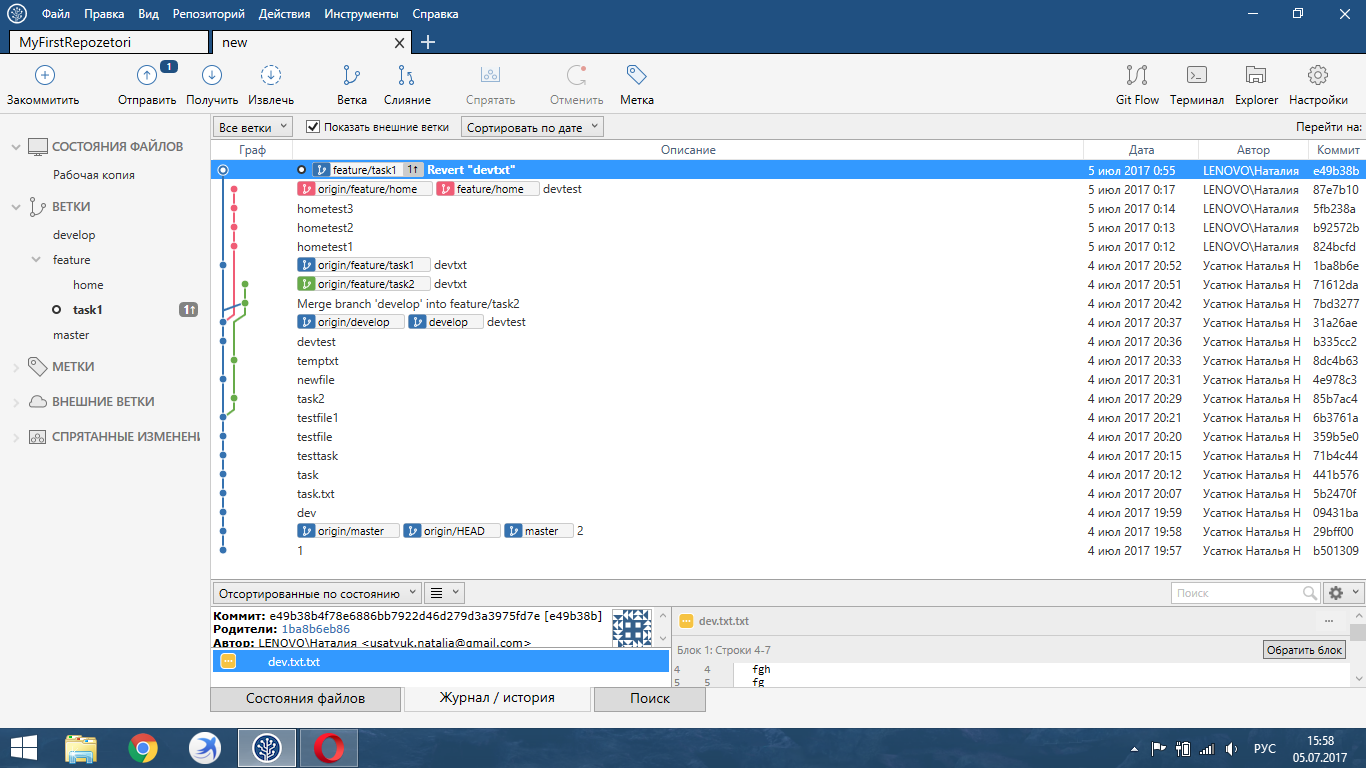 Файл Правка Вид Репозиторий Действия Инструменты Справка
MyFirstRepozetori new
1
Закоммитить Отправить Получить Извлечь Ветка Слияние Спрятать Отменить Метка Git Flow Терминал Explorer Настройки
Все ветки Показать внешние ветки Сортировать по дате Перейти на:
Граф Описание Дата Автор Коммит
СОСТОЯНИЯ ФАЙЛОВ
Рабочая копия
ВЕТКИ
develop
feature
home
task1 1↑
master
МЕТКИ
ВНЕШНИЕ ВЕТКИ
СПРЯТАННЫЕ ИЗМЕНЕНИ
feature/task1 1↑ Revert "devtxt" 5 июл 2017 0:55 LENOVO\Наталия e49b38b
origin/feature/home feature/home devtest 5 июл 2017 0:17 LENOVO\Наталия 87e7b10
hometest3 5 июл 2017 0:14 LENOVO\Наталия 5fb238a
hometest2 5 июл 2017 0:13 LENOVO\Наталия b92572b
hometest1 5 июл 2017 0:12 LENOVO\Наталия 824bcfd
origin/feature/task1 devtxt 4 июл 2017 20:52 Усатюк Наталья Н 1ba8b6e
origin/feature/task2 devtxt 4 июл 2017 20:51 Усатюк Наталья Н 71612da
Merge branch 'develop' into feature/task2 4 июл 2017 20:42 Усатюк Наталья Н 7bd3277
origin/develop develop devtest 4 июл 2017 20:37 Усатюк Наталья Н 31a26ae
devtest 4 июл 2017 20:36 Усатюк Наталья Н b335cc2
temptxt 4 июл 2017 20:33 Усатюк Наталья Н 8dc4b63
newfile 4 июл 2017 20:31 Усатюк Наталья Н 4e978c3
task2 4 июл 2017 20:29 Усатюк Наталья Н 85b7ac4
testfile1 4 июл 2017 20:21 Усатюк Наталья Н 6b3761a
testfile 4 июл 2017 20:20 Усатюк Наталья Н 359b5e0
testtask 4 июл 2017 20:15 Усатюк Наталья Н 71b4c44
task 4 июл 2017 20:12 Усатюк Наталья Н 441b576
task.txt 4 июл 2017 20:07 Усатюк Наталья Н 5b2470f
dev 4 июл 2017 19:59 Усатюк Наталья Н 09431ba
origin/master origin/HEAD master 2 4 июл 2017 19:58 Усатюк Наталья Н 29bff00
1 4 июл 2017 19:57 Усатюк Наталья Н b501309
Отсортированные по состоянию Поиск
Коммит: e49b38b4f78e6886bb7922d46d279d3a3975fd7e [e49b38b]
Родители: 1ba8b6eb86
Автор: LENOVO\Наталия <usatyuk.natalia@gmail.com>
dev.txt.txt
dev.txt.txt
Блок 1: Строки 4-7 Обратить блок
4 4 fgh
5 5 fg
Состояния файлов Журнал / история Поиск
РУС 15:58
05.07.2017